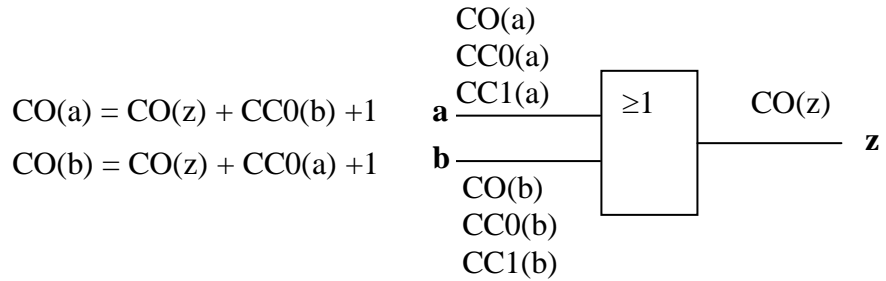 CO(a)
CC0(a)
CC1(a)
CO(a) = CO(z) + CC0(b) +1
a
≥1
CO(z)
z
CO(b) = CO(z) + CC0(a) +1
b
CO(b)
CC0(b)
CC1(b)